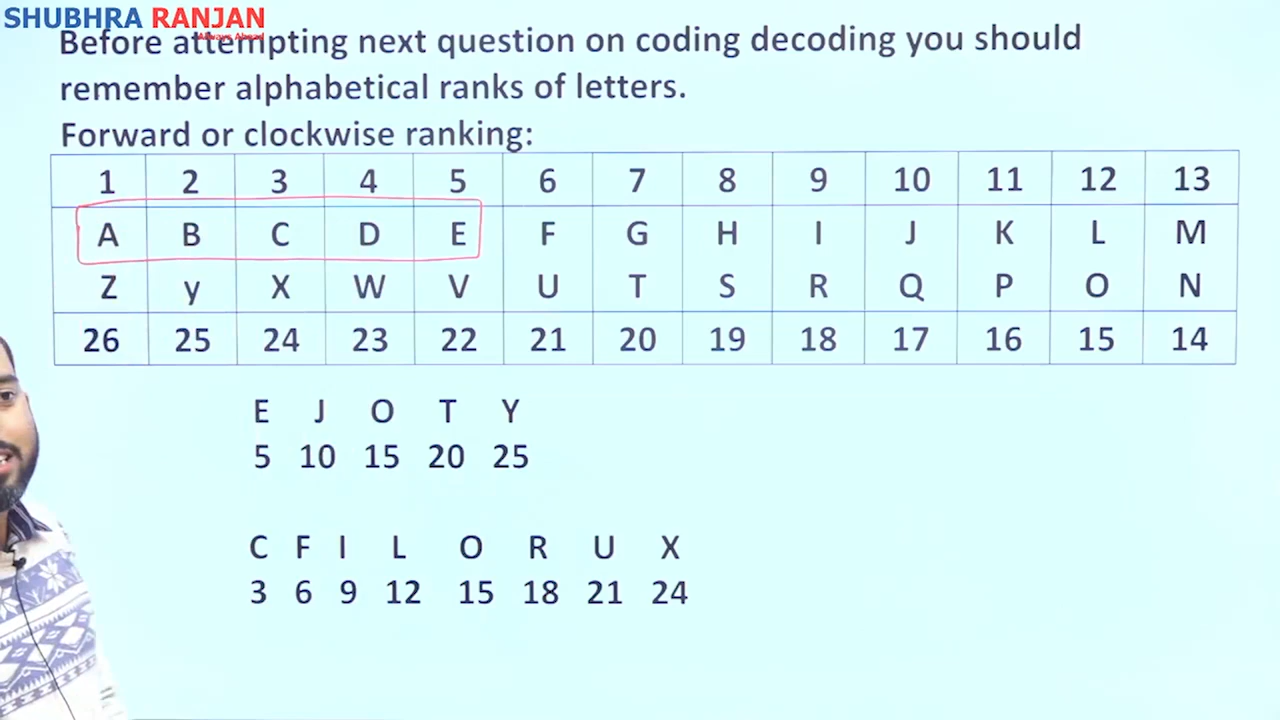 SHUBHRA RANJAN
Always Ahead
Before attempting next question on coding decoding you should
remember alphabetical ranks of letters.
Forward or clockwise ranking:
1 2 3 4 5 6 7 8 9 10 11 12 13
A B C D E F G H I J K L M
Z y X W V U T S R Q P O N
26 25 24 23 22 21 20 19 18 17 16 15 14
E J O T Y
5 10 15 20 25
C F I L O R U X
3 6 9 12 15 18 21 24